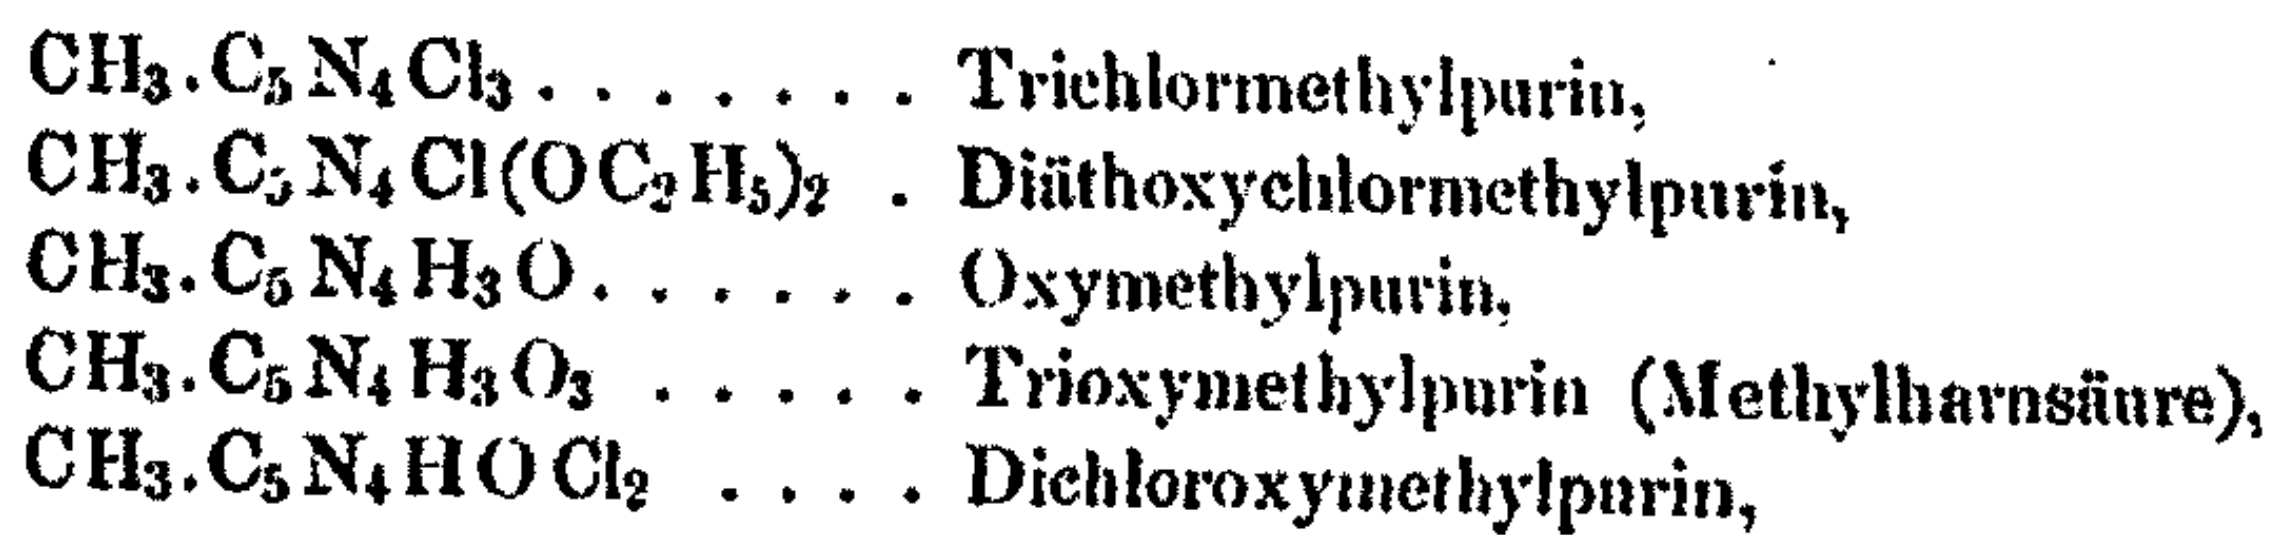 CH₃.C₅N₄Cl₃ . . . . . . . Trichlormethylpurin,
CH₃.C₅N₄Cl(OC₂H₅)₂ . Diäthoxychlormethylpurin,
CH₃.C₅N₄H₃O . . . . . . Oxymethylpurin,
CH₃.C₅N₄H₃O₃ . . . . . Trioxymethylpurin (Methylharnsäure),
CH₃.C₅N₄HOCl₂ . . . . Dichloroxymethylpurin,